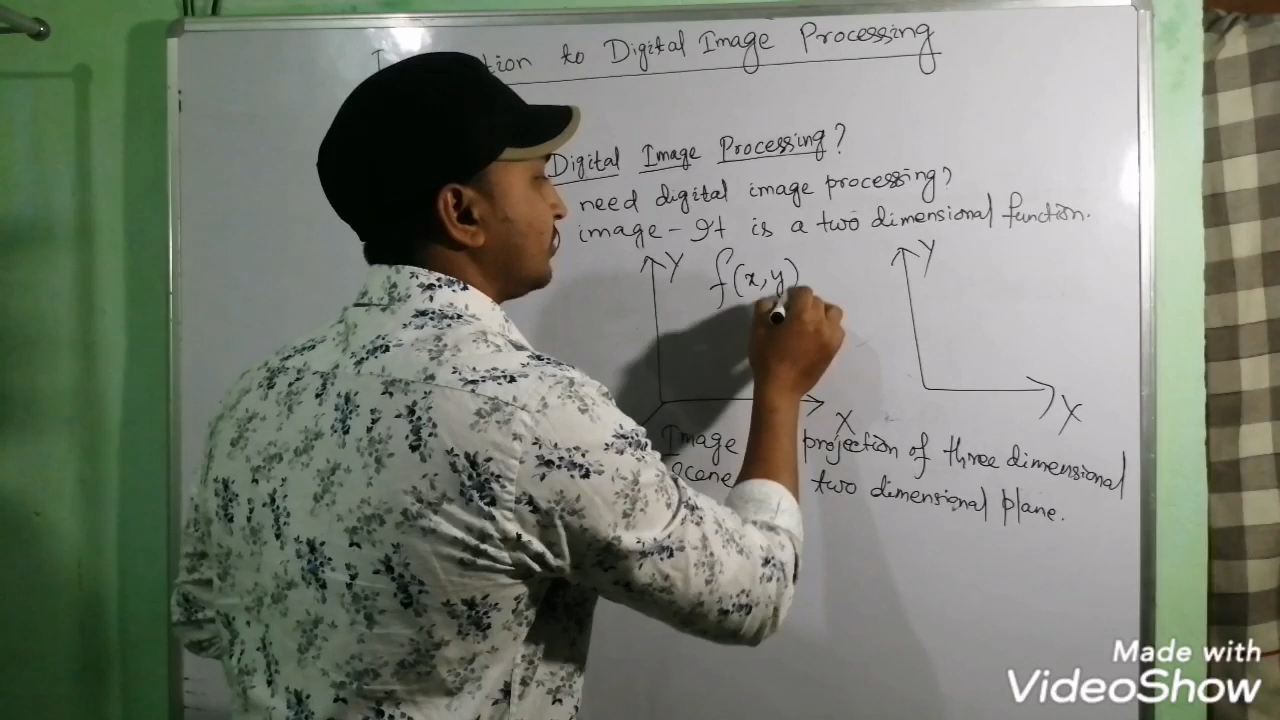 tion to Digital Image Processing
Digital Image Processing?
need digital image processing?
image - It is a two dimensional function.
Y
f(x,y)
Y
X
X
Image projection of three dimensional
Scene two dimensional plane.
Made with
VideoShow